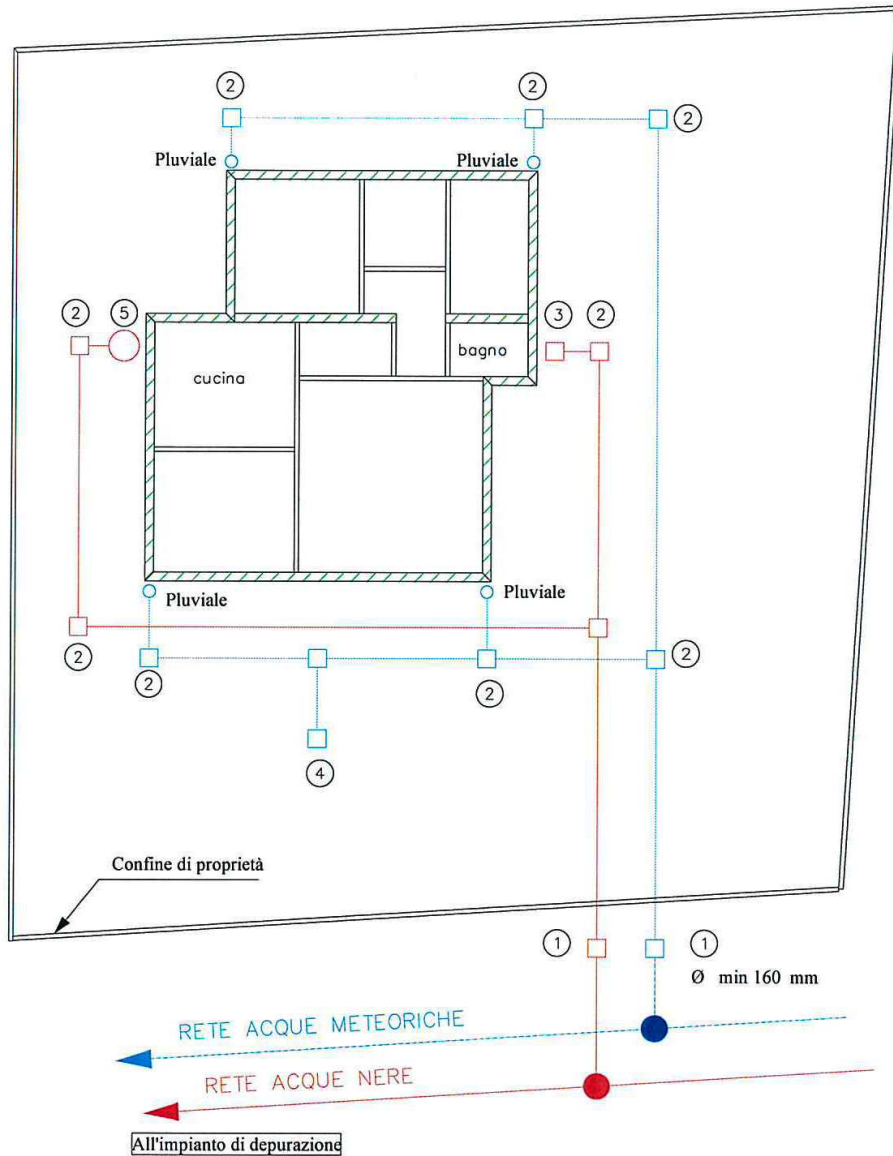 2
2
2
Pluviale
Pluviale
2
5
3
2
bagno
cucina
Pluviale
Pluviale
2
2
2
2
4
Confine di proprietà
1
1
Ø min 160 mm
RETE ACQUE METEORICHE
RETE ACQUE NERE
All'impianto di depurazione